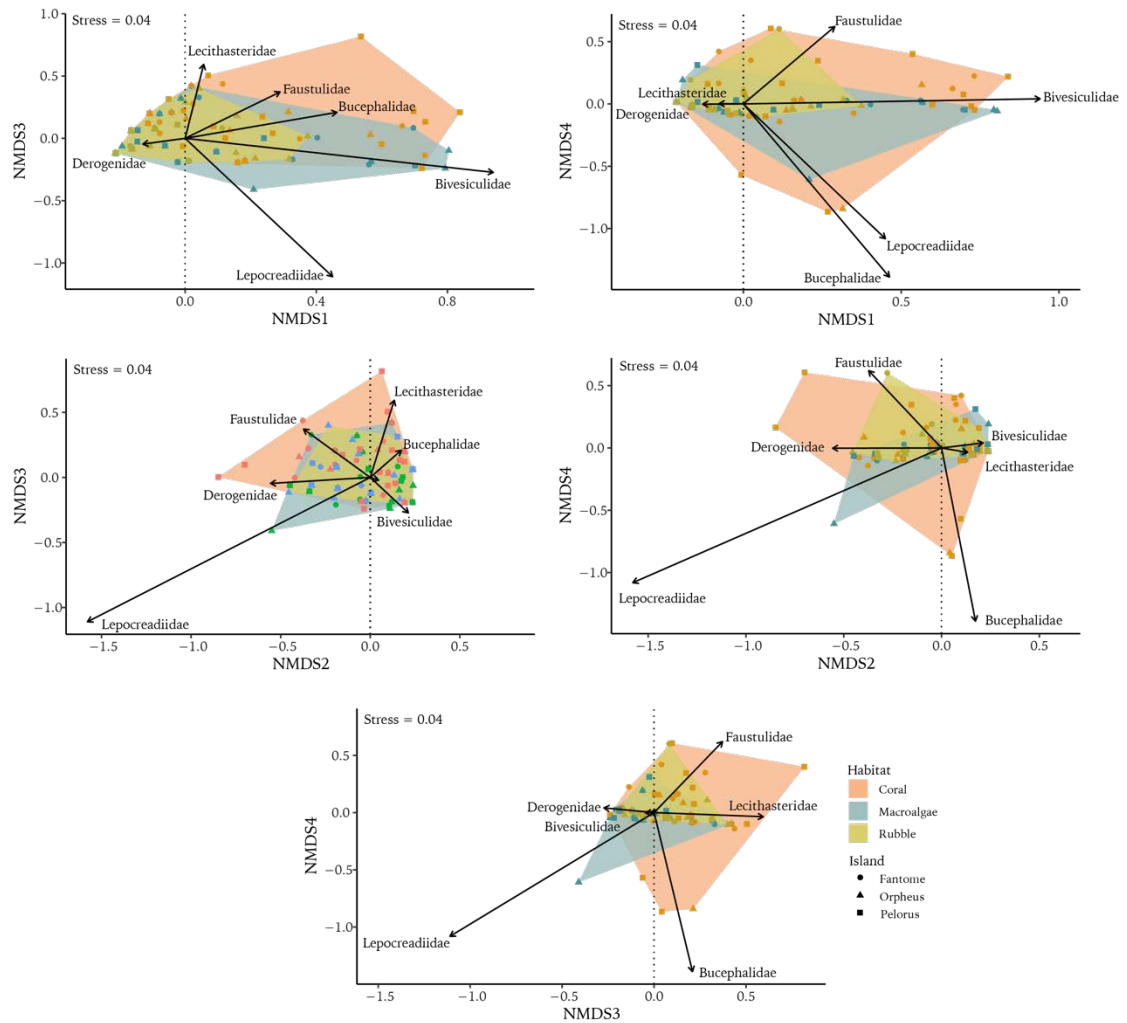 Stress = 0.04
1.0
0.5
0.0
−0.5
−1.0
NMDS3
Lecithasteridae
Faustulidae
Bucephalidae
Derogenidae
Bivesiculidae
Lepocreadiidae
0.0
0.4
0.8
NMDS1
Stress = 0.04
0.5
0.0
−0.5
−1.0
NMDS4
Faustulidae
Lecithasteridae
Bivesiculidae
Derogenidae
Lepocreadiidae
Bucephalidae
0.0
0.5
1.0
NMDS1
Stress = 0.04
0.5
0.0
−0.5
−1.0
NMDS3
Lecithasteridae
Faustulidae
Bucephalidae
Derogenidae
Bivesiculidae
Lepocreadiidae
−1.5
−1.0
−0.5
0.0
0.5
NMDS2
Stress = 0.04
0.5
0.0
−0.5
−1.0
NMDS4
Faustulidae
Bivesiculidae
Derogenidae
Lecithasteridae
Lepocreadiidae
Bucephalidae
−1.5
−1.0
−0.5
0.0
0.5
NMDS2
Stress = 0.04
0.5
0.0
−0.5
−1.0
NMDS4
Faustulidae
Derogenidae
Lecithasteridae
Bivesiculidae
Lepocreadiidae
Bucephalidae
−1.5
−1.0
−0.5
0.0
0.5
NMDS3
Habitat
Coral
Macroalgae
Rubble
Island
Fantome
Orpheus
Pelorus